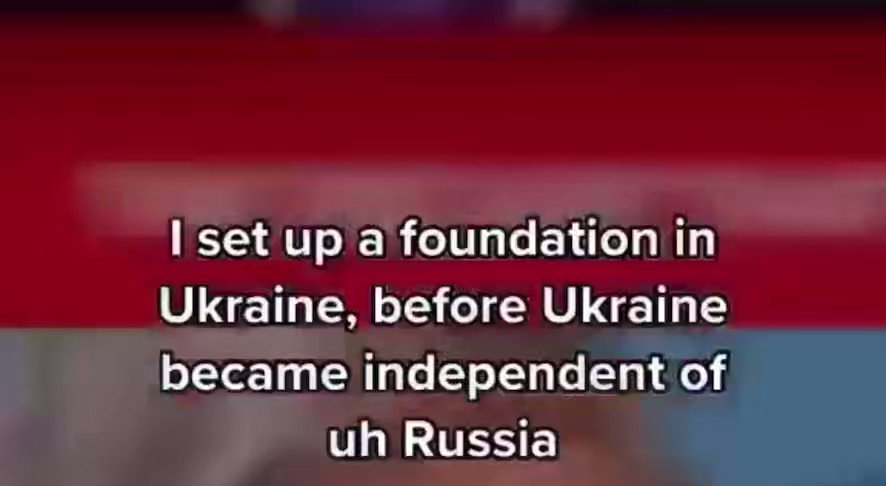 I set up a foundation in
Ukraine, before Ukraine
became independent of
uh Russia